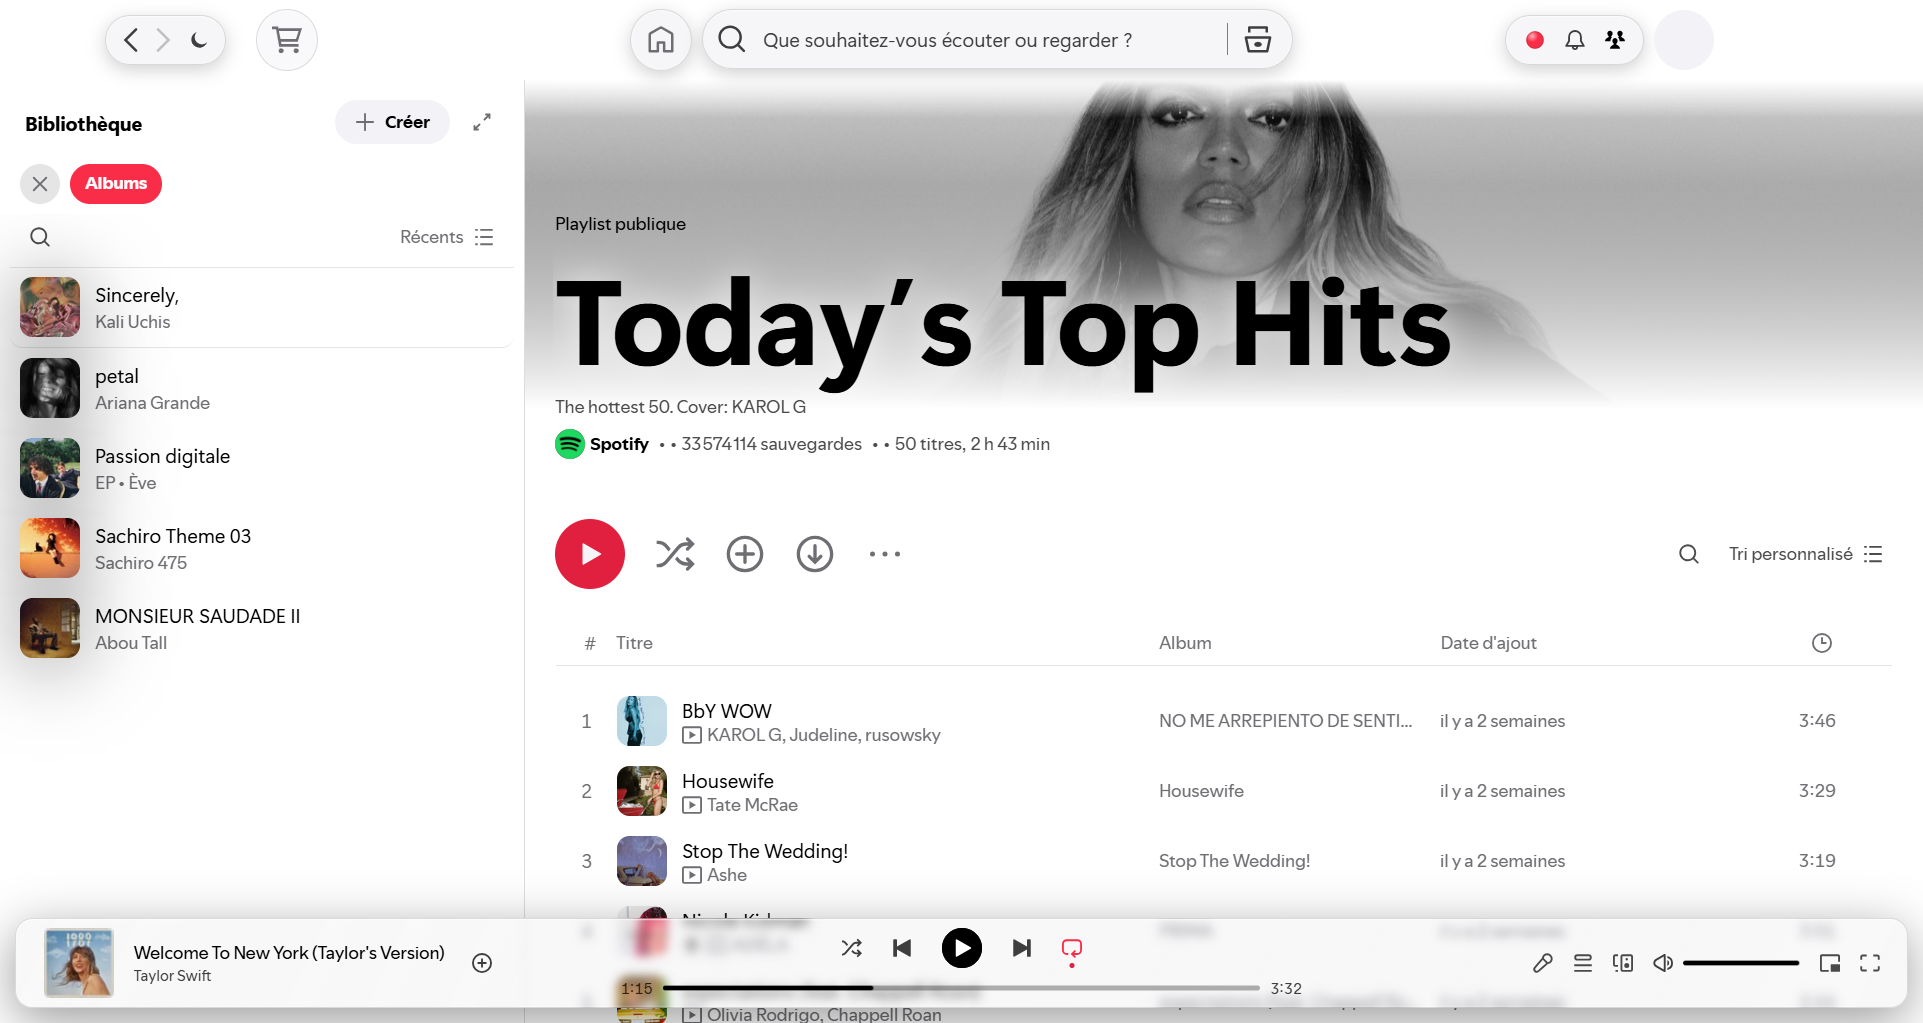 Que souhaitez-vous écouter ou regarder ?
Bibliothèque
Créer
Albums
Récents
Sincerely,
Kali Uchis
petal
Ariana Grande
Passion digitale
EP • Ève
Sachiro Theme 03
Sachiro 475
MONSIEUR SAUDADE II
Abou Tall
Playlist publique
Today's Top Hits
The hottest 50. Cover: KAROL G
Spotify • • 33 574 114 sauvegardes • • 50 titres, 2 h 43 min
Tri personnalisé
# Titre Album Date d'ajout
1 BbY WOW NO ME ARREPIENTO DE SENTI... il y a 2 semaines 3:46
KAROL G, Judeline, rusowsky
2 Housewife Housewife il y a 2 semaines 3:29
Tate McRae
3 Stop The Wedding! Stop The Wedding! il y a 2 semaines 3:19
Ashe
Olivia Rodrigo, Chappell Roan
Welcome To New York (Taylor's Version)
Taylor Swift
1:15 3:32